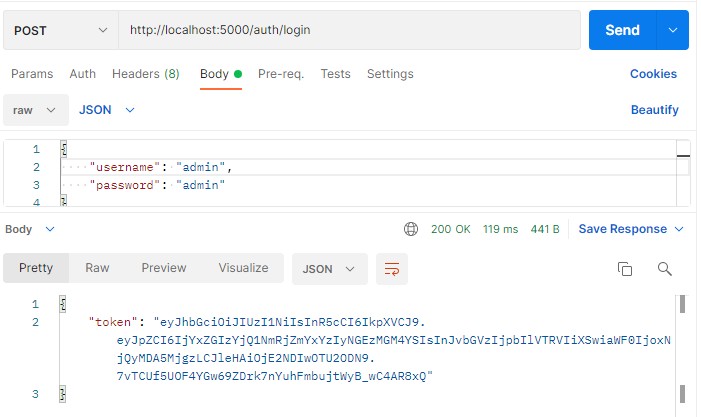 POST http://localhost:5000/auth/login Send
Params Auth Headers (8) Body Pre-req. Tests Settings Cookies
raw JSON Beautify
1 {
2 "username": "admin",
3 "password": "admin"
4 }
Body 200 OK 119 ms 441 B Save Response
Pretty Raw Preview Visualize JSON
1 {
2 "token": "eyJhbGciOiJIUzI1NiIsInR5cCI6IkpXVCJ9.
eyJpZCI6IjYxZGIzYjQ1NmRjZmYxYzIyNGEzMGM4YSIsInJvbGVzIjpbIlVTRVIiXSwiaWF0IjoxN
jQyMDA5MjgzLCJleHAiOjE2NDIwOTU2ODN9.
7vTCUf5UOF4YGw69ZDrk7nYuhFmbujtWyB_wC4AR8xQ"
3 }